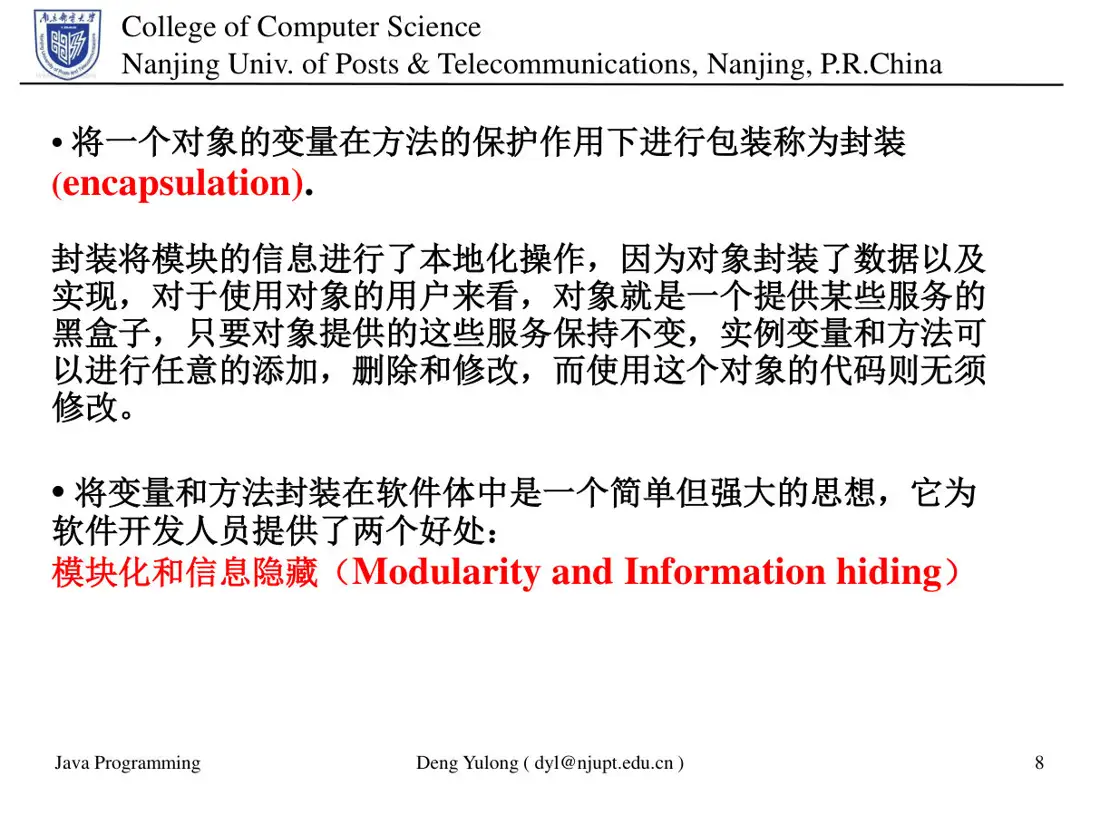 College of Computer Science
Nanjing Univ. of Posts & Telecommunications, Nanjing, P.R.China
• 将一个对象的变量在方法的保护作用下进行包装称为封装
(encapsulation).
封装将模块的信息进行了本地化操作，因为对象封装了数据以及
实现，对于使用对象的用户来看，对象就是一个提供某些服务的
黑盒子，只要对象提供的这些服务保持不变，实例变量和方法可
以进行任意的添加，删除和修改，而使用这个对象的代码则无须
修改。
• 将变量和方法封装在软件体中是一个简单但强大的思想，它为
软件开发人员提供了两个好处：
模块化和信息隐藏（Modularity and Information hiding）
Java Programming
Deng Yulong ( dyl@njupt.edu.cn )
8